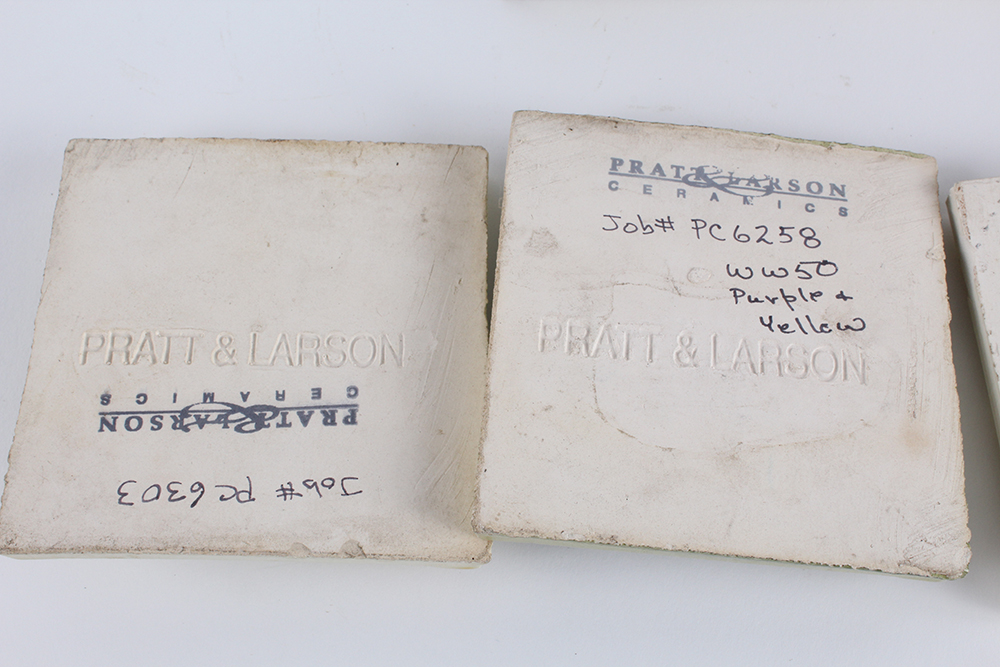 PRATT & LARSON
PRATT & LARSON
CERAMICS
Job# PC6303
PRATT & LARSON
CERAMICS
Job# PC6258
WW50
Purple +
Yellow
PRATT & LARSON